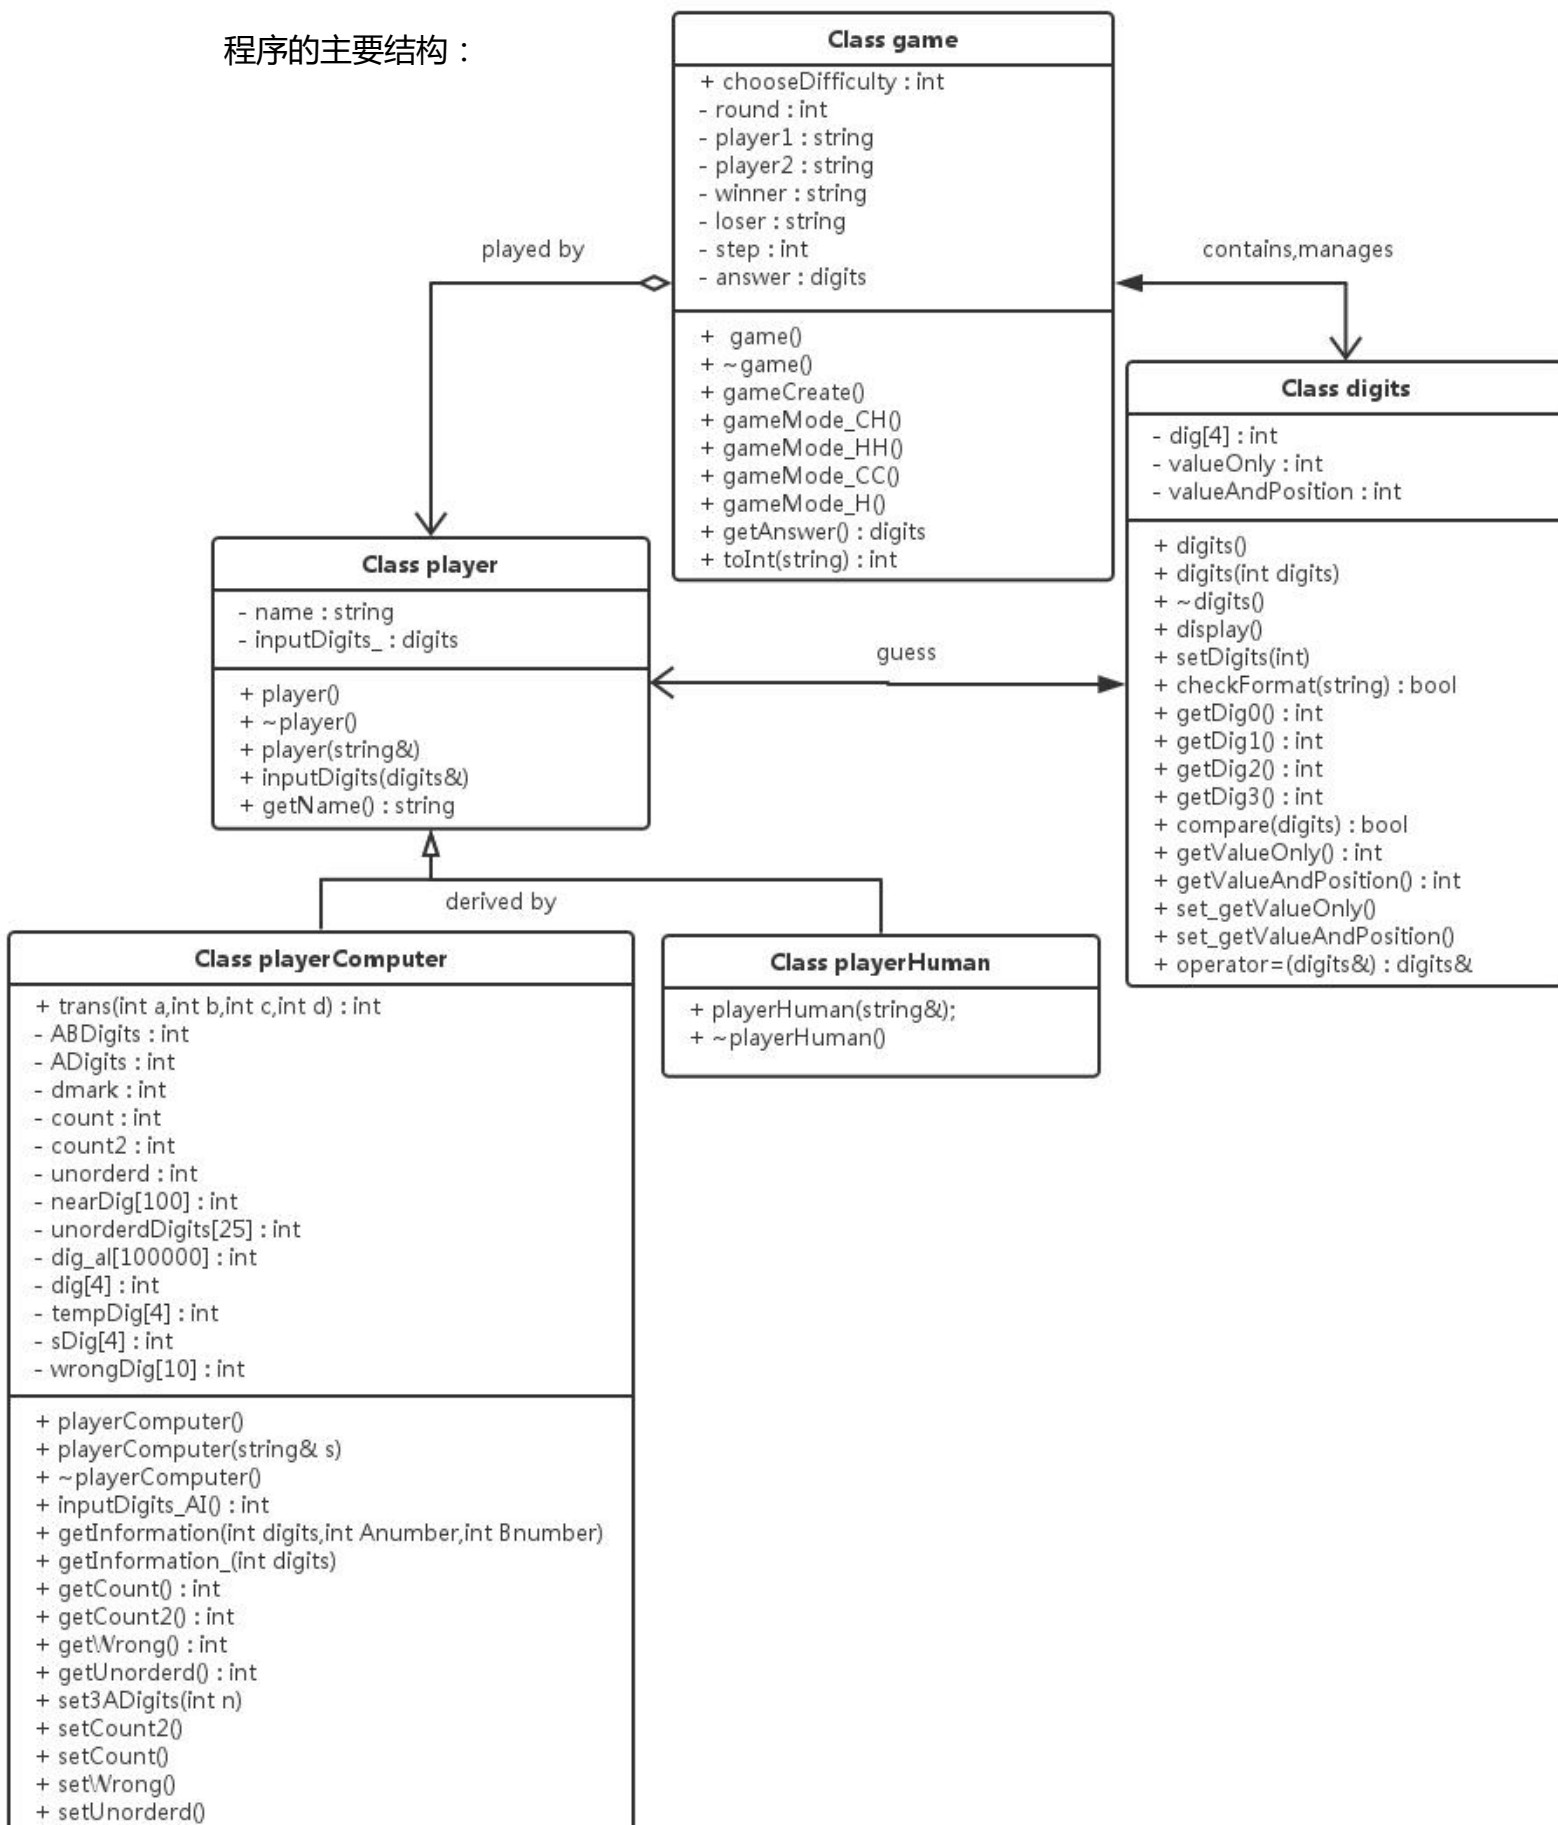 程序的主要结构：
Class game
+ chooseDifficulty : int
- round : int
- player1 : string
- player2 : string
- winner : string
- loser : string
- step : int
- answer : digits
+ game()
+ ~game()
+ gameCreate()
+ gameMode_CH()
+ gameMode_HH()
+ gameMode_CC()
+ gameMode_H()
+ getAnswer() : digits
+ toInt(string) : int
played by
contains,manages
Class digits
- dig[4] : int
- valueOnly : int
- valueAndPosition : int
+ digits()
+ digits(int digits)
+ ~digits()
+ display()
+ setDigits(int)
+ checkFormat(string) : bool
+ getDig0() : int
+ getDig1() : int
+ getDig2() : int
+ getDig3() : int
+ compare(digits) : bool
+ getValueOnly() : int
+ getValueAndPosition() : int
+ set_getValueOnly()
+ set_getValueAndPosition()
+ operator=(digits&) : digits&
Class player
- name : string
- inputDigits_ : digits
+ player()
+ ~player()
+ player(string&)
+ inputDigits(digits&)
+ getName() : string
guess
derived by
Class playerComputer
+ trans(int a,int b,int c,int d) : int
- ABDigits : int
- ADigits : int
- dmark : int
- count : int
- count2 : int
- unorderd : int
- nearDig[100] : int
- unorderdDigits[25] : int
- dig_al[100000] : int
- dig[4] : int
- tempDig[4] : int
- sDig[4] : int
- wrongDig[10] : int
+ playerComputer()
+ playerComputer(string& s)
+ ~playerComputer()
+ inputDigits_AI() : int
+ getInformation(int digits,int Anumber,int Bnumber)
+ getInformation_(int digits)
+ getCount() : int
+ getCount2() : int
+ getWrong() : int
+ getUnorderd() : int
+ set3ADigits(int n)
+ setCount2()
+ setCount()
+ setWrong()
+ setUnorderd()
Class playerHuman
+ playerHuman(string&);
+ ~playerHuman()